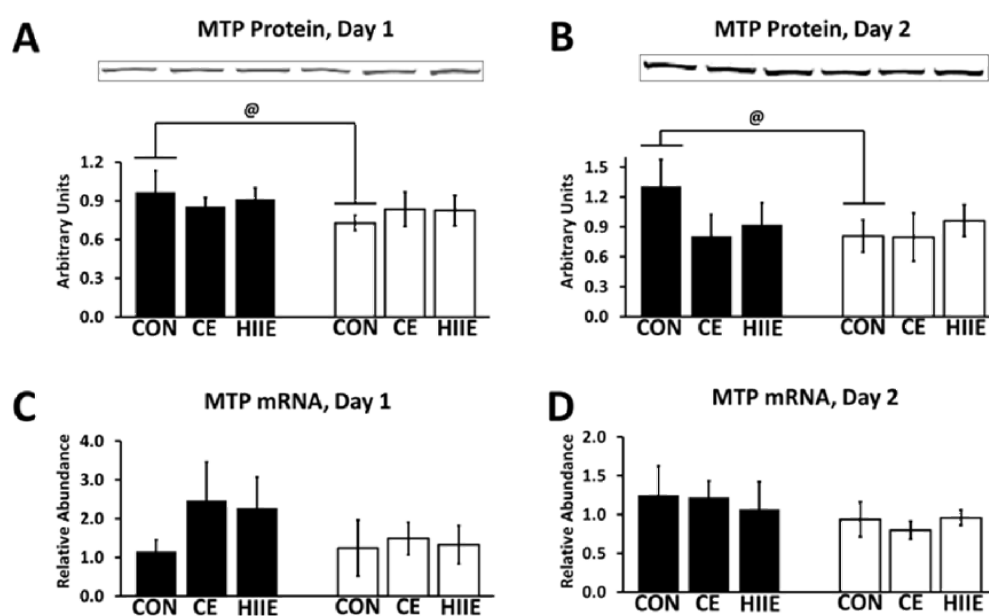 A
MTP Protein, Day 1
@
Arbitrary Units
1.2
0.9
0.6
0.3
0.0
CON CE HIIE CON CE HIIE
B
MTP Protein, Day 2
@
Arbitrary Units
1.5
1.2
0.9
0.6
0.3
0.0
CON CE HIIE CON CE HIIE
C
MTP mRNA, Day 1
Relative Abundance
4.0
3.0
2.0
1.0
0.0
CON CE HIIE CON CE HIIE
D
MTP mRNA, Day 2
Relative Abundance
2.0
1.5
1.0
0.5
0.0
CON CE HIIE CON CE HIIE